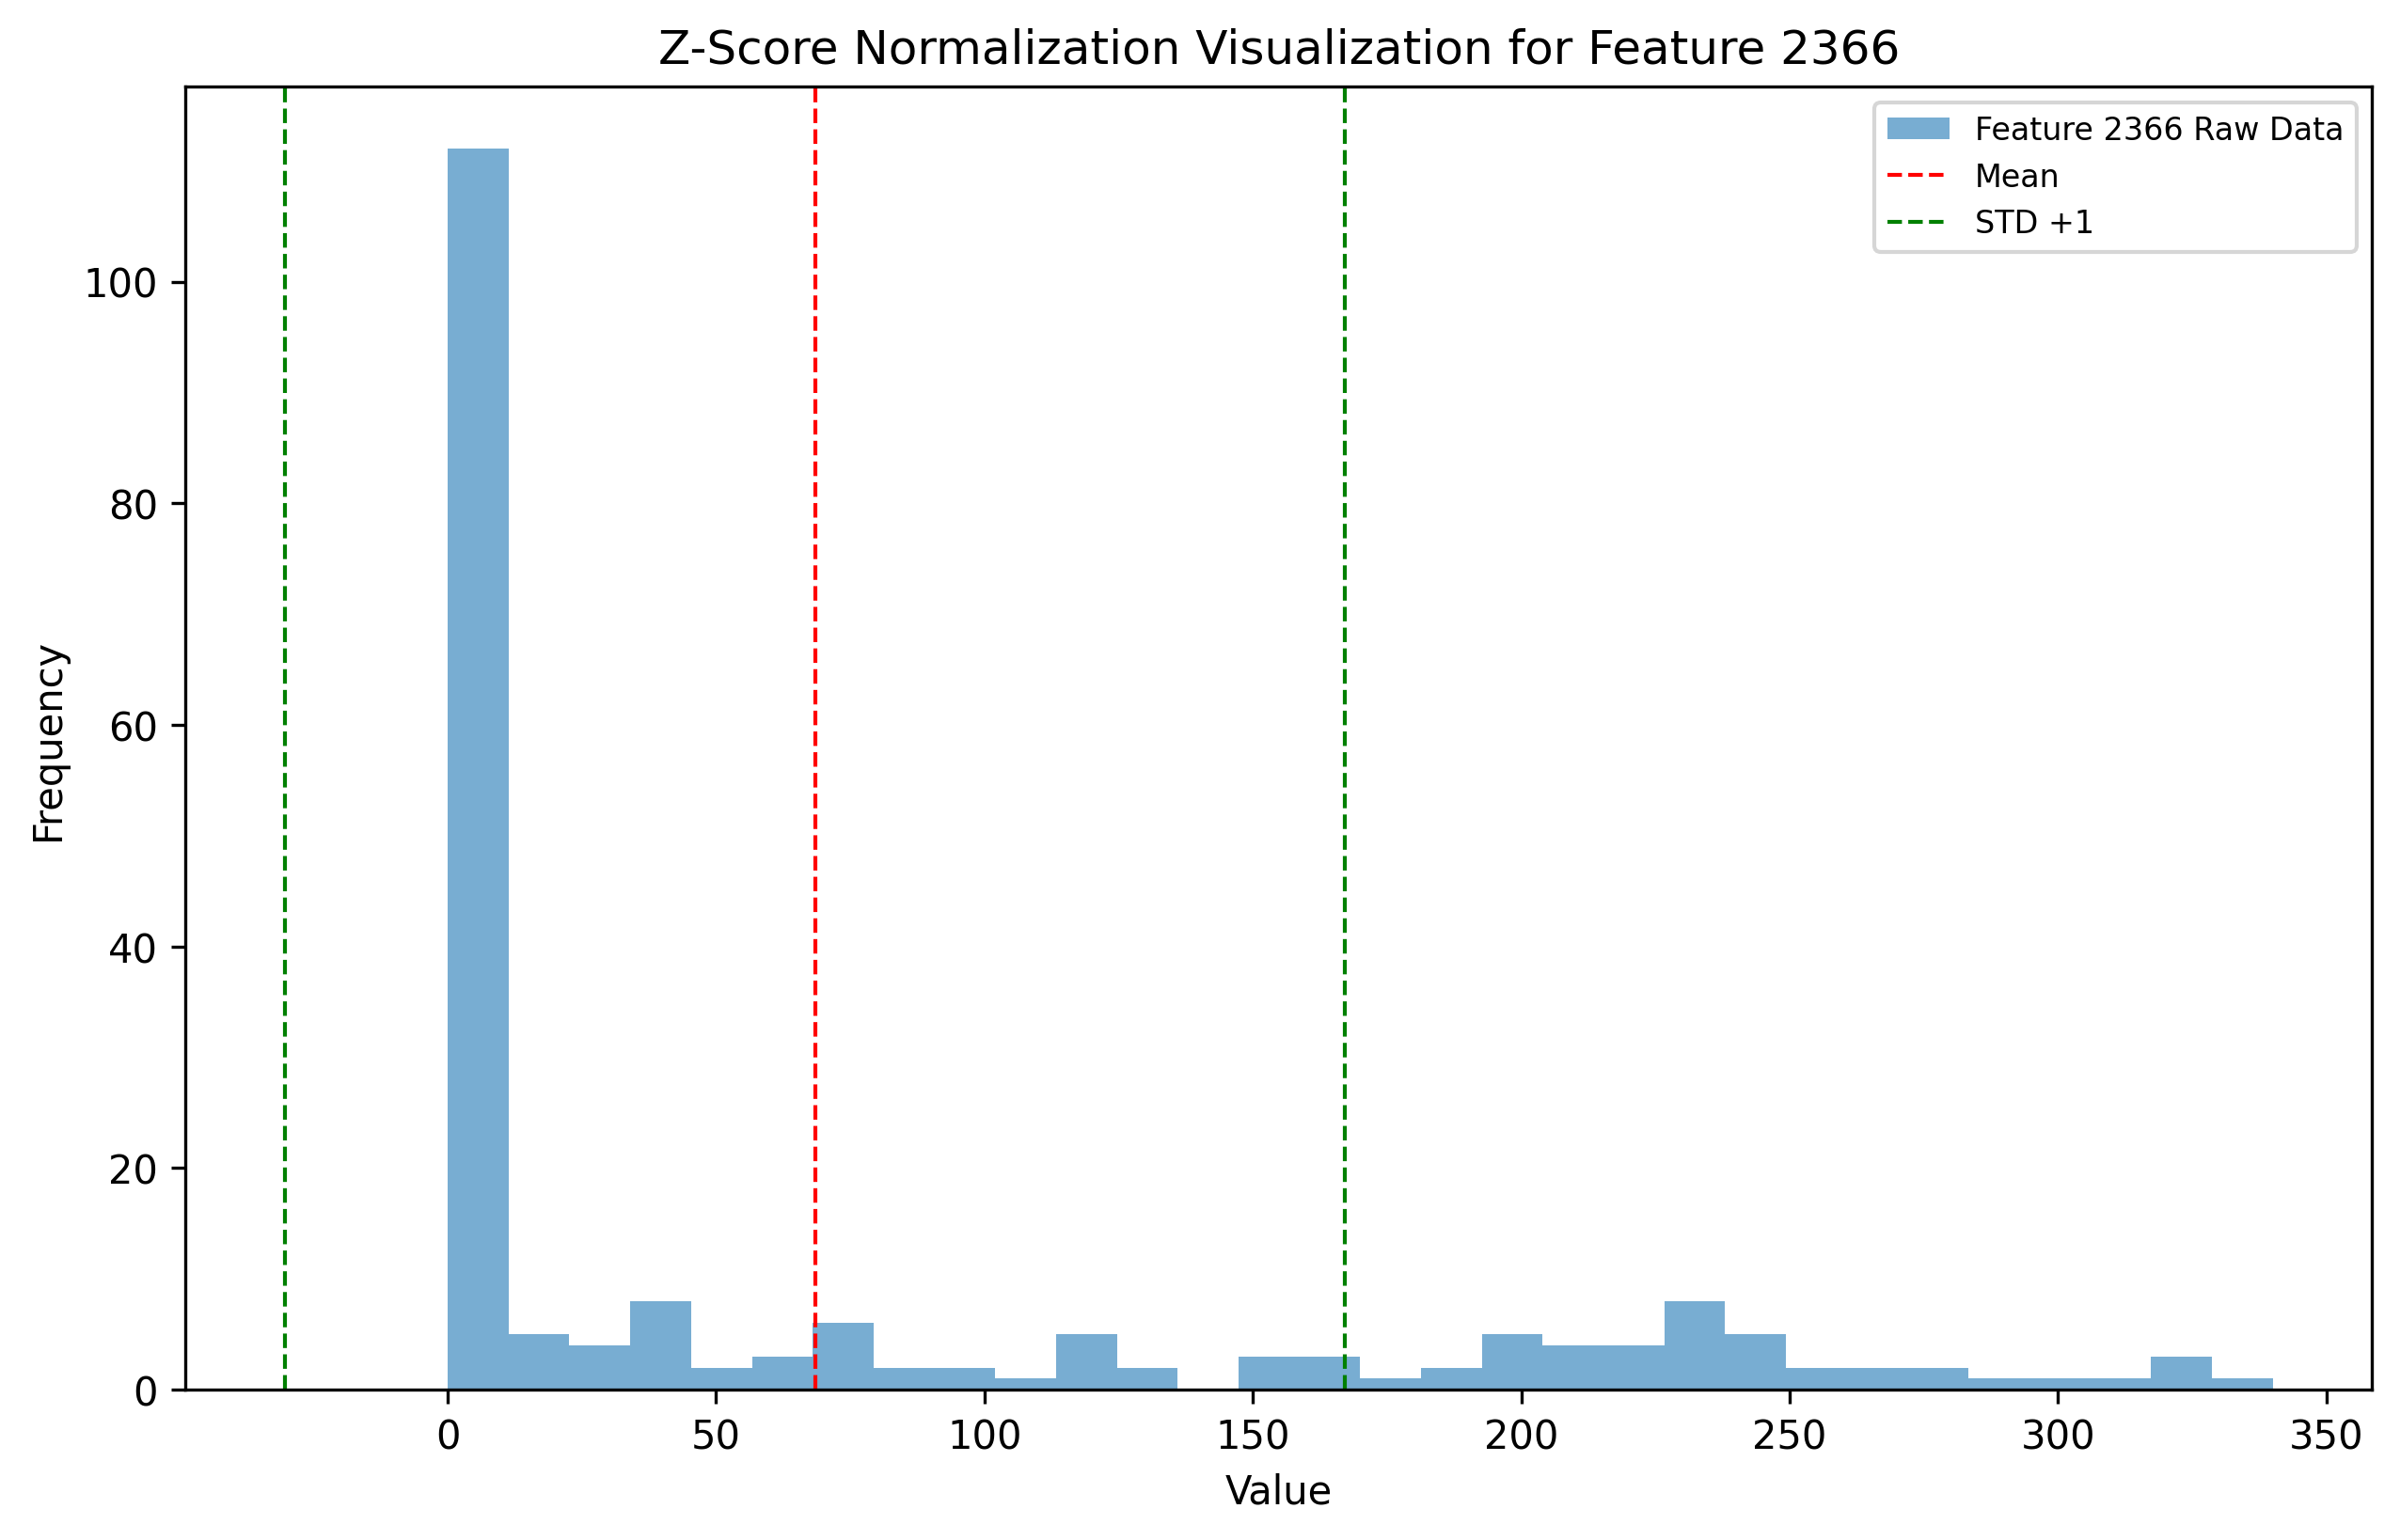 Z-Score Normalization Visualization for Feature 2366
Feature 2366 Raw Data
Mean
STD +1
100
80
60
40
20
0
Frequency
0 50 100 150 200 250 300 350
Value